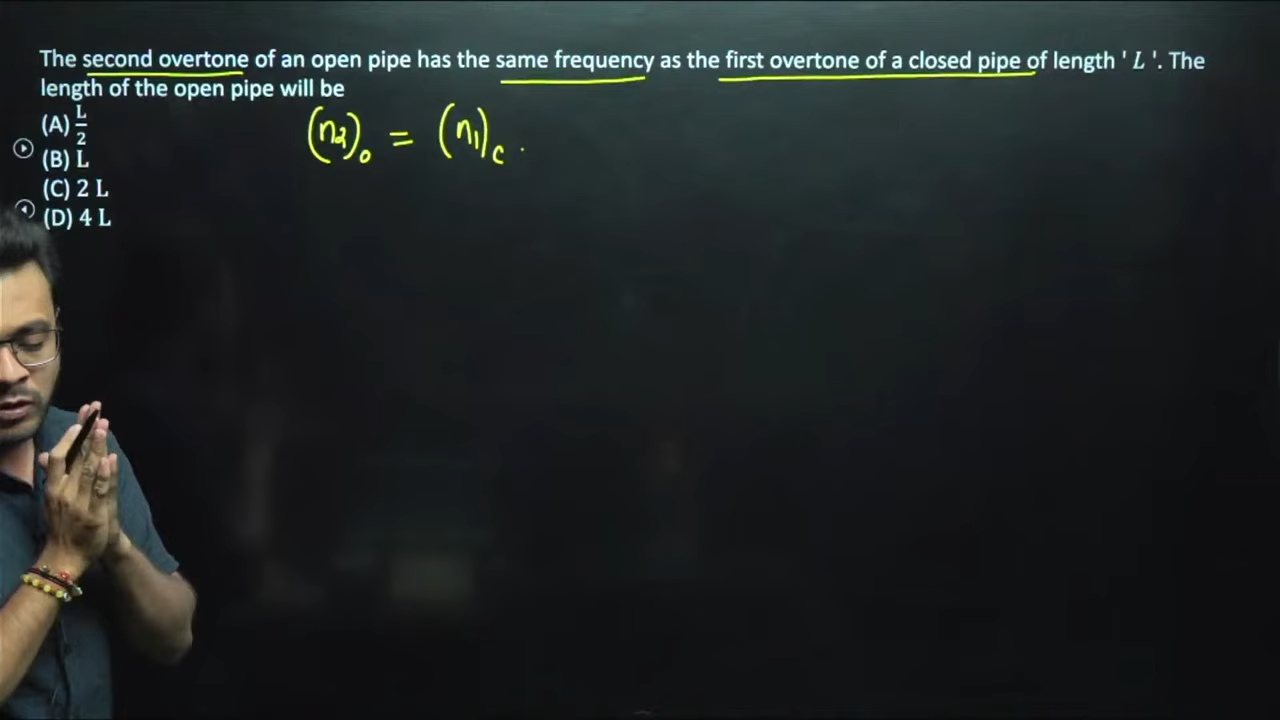 The second overtone of an open pipe has the same frequency as the first overtone of a closed pipe of length ' L '. The
length of the open pipe will be
(A) L/2
(B) L
(C) 2 L
(D) 4 L
(n₂)ₒ = (n₁)c .